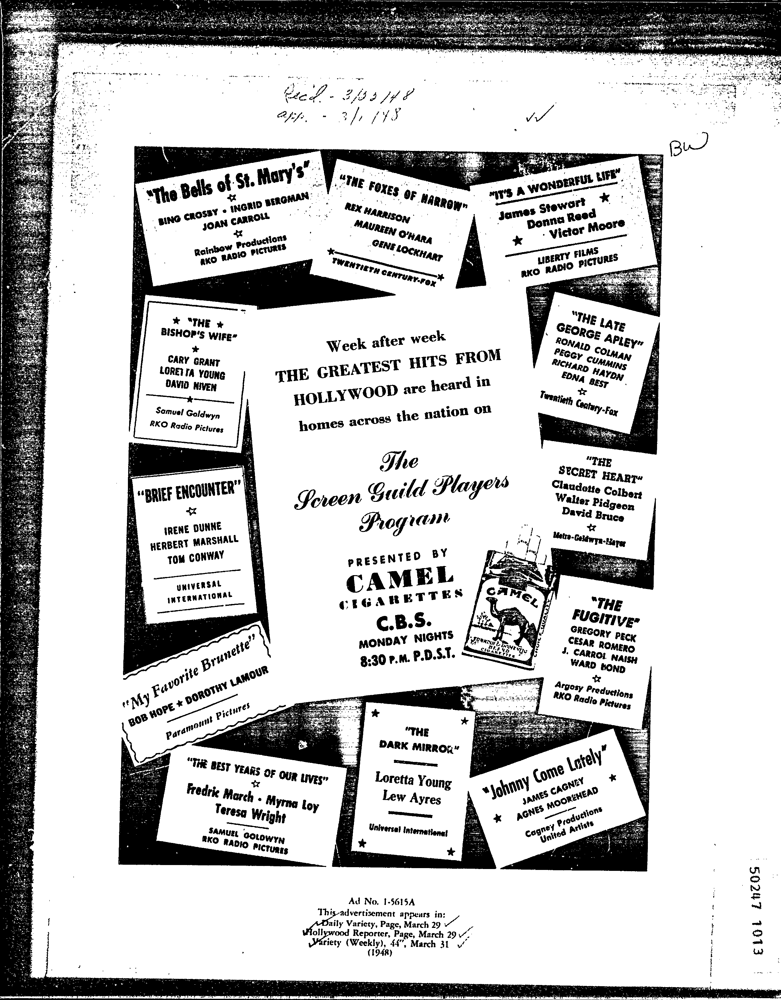 Rec'd. - 3/22/48
app. - 3/1/48
BW
"The Bells of St. Mary's"
BING CROSBY • INGRID BERGMAN
JOAN CARROLL
Rainbow Productions
RKO RADIO PICTURES
"THE FOXES OF HARROW"
REX HARRISON
MAUREEN O'HARA
GENE LOCKHART
TWENTIETH CENTURY-FOX
"IT'S A WONDERFUL LIFE"
James Stewart
Donna Reed
Victor Moore
LIBERTY FILMS
RKO RADIO PICTURES
"THE
BISHOP'S WIFE"
CARY GRANT
LORETTA YOUNG
DAVID NIVEN
Samuel Goldwyn
RKO Radio Pictures
Week after week
THE GREATEST HITS FROM
HOLLYWOOD are heard in
homes across the nation on
The
Screen Guild Players
Program
PRESENTED BY
CAMEL
CIGARETTES
C.B.S.
MONDAY NIGHTS
8:30 P.M. P.D.S.T.
CAMEL
"THE LATE
GEORGE APLEY"
RONALD COLMAN
PEGGY CUMMINS
RICHARD HAYDN
EDNA BEST
Twentieth Century-Fox
"BRIEF ENCOUNTER"
IRENE DUNNE
HERBERT MARSHALL
TOM CONWAY
UNIVERSAL
INTERNATIONAL
"THE
SECRET HEART"
Claudette Colbert
Walter Pidgeon
David Bruce
Metro-Goldwyn-Mayer
"THE
FUGITIVE"
GREGORY PECK
CESAR ROMERO
J. CARROL NAISH
WARD BOND
Argosy Productions
RKO Radio Pictures
"My Favorite Brunette"
BOB HOPE ★ DOROTHY LAMOUR
Paramount Pictures
"THE BEST YEARS OF OUR LIVES"
Fredric March • Myrna Loy
Teresa Wright
SAMUEL GOLDWYN
RKO RADIO PICTURES
"THE
DARK MIRROR"
Loretta Young
Lew Ayres
Universal International
"Johnny Come Lately"
JAMES CAGNEY
AGNES MOOREHEAD
Cagney Productions
United Artists
Ad No. 1-5615A
This advertisement appears in:
Daily Variety, Page, March 29
Hollywood Reporter, Page, March 29
Variety (Weekly), 44", March 31
(1948)
50247 1013